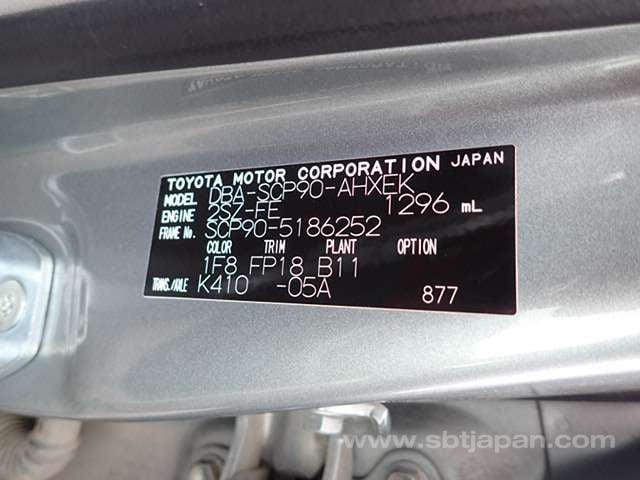 TOYOTA MOTOR CORPORATION JAPAN
MODEL DBA-SCP90-AHXEK
ENGINE 2SZ-FE 1296 mL
FRAME No. SCP90-5186252
COLOR TRIM PLANT OPTION
1F8 FP18 B11
TRANS./AXLE K410 -05A 877
www.sbtjapan.com